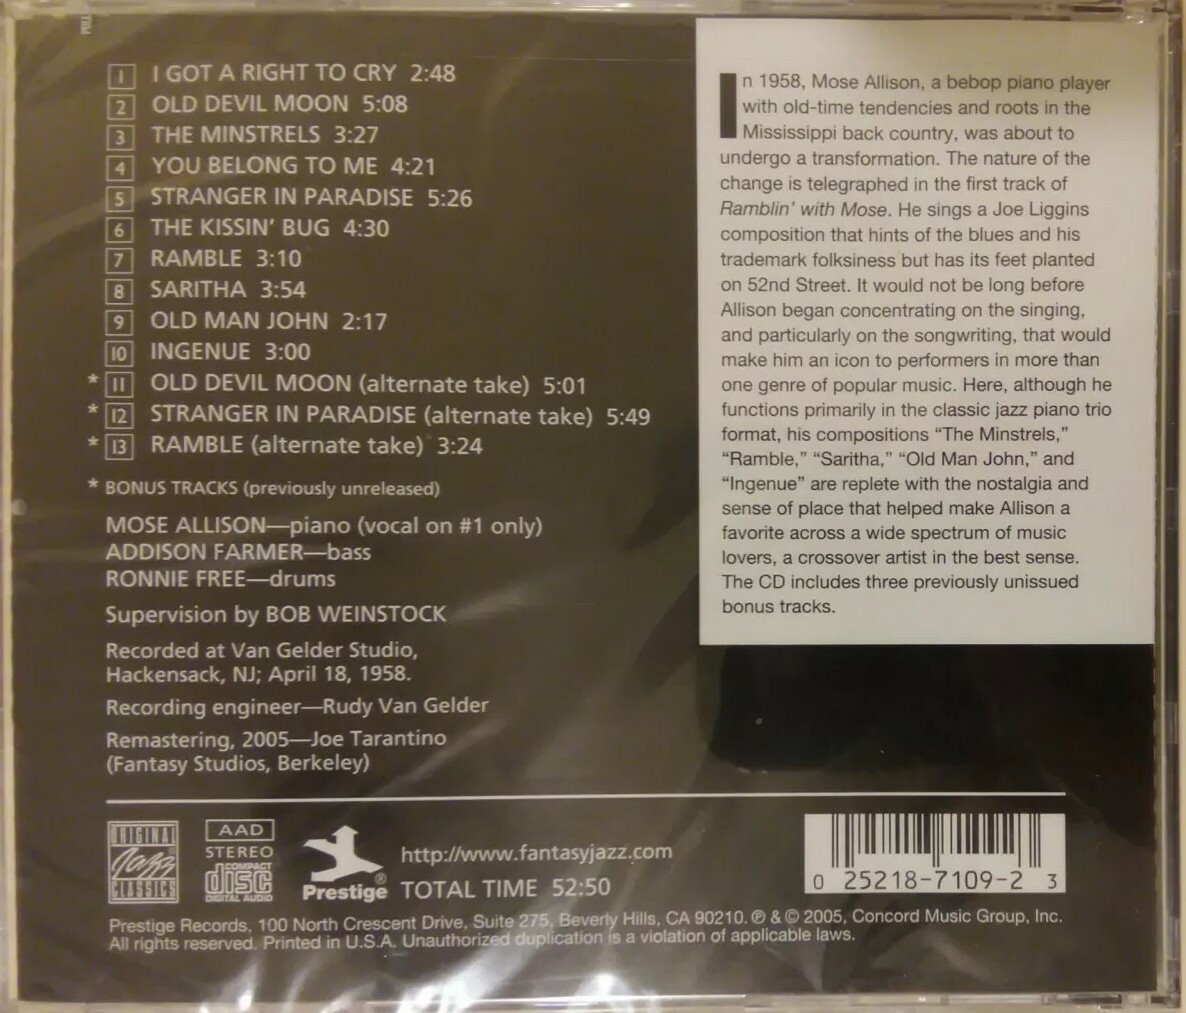 1 I GOT A RIGHT TO CRY 2:48
2 OLD DEVIL MOON 5:08
3 THE MINSTRELS 3:27
4 YOU BELONG TO ME 4:21
5 STRANGER IN PARADISE 5:26
6 THE KISSIN' BUG 4:30
7 RAMBLE 3:10
8 SARITHA 3:54
9 OLD MAN JOHN 2:17
10 INGENUE 3:00
* 11 OLD DEVIL MOON (alternate take) 5:01
* 12 STRANGER IN PARADISE (alternate take) 5:49
* 13 RAMBLE (alternate take) 3:24
* BONUS TRACKS (previously unreleased)
MOSE ALLISON—piano (vocal on #1 only)
ADDISON FARMER—bass
RONNIE FREE—drums
Supervision by BOB WEINSTOCK
Recorded at Van Gelder Studio,
Hackensack, NJ; April 18, 1958.
Recording engineer—Rudy Van Gelder
Remastering, 2005—Joe Tarantino
(Fantasy Studios, Berkeley)
In 1958, Mose Allison, a bebop piano player
with old-time tendencies and roots in the
Mississippi back country, was about to
undergo a transformation. The nature of the
change is telegraphed in the first track of
Ramblin' with Mose. He sings a Joe Liggins
composition that hints of the blues and his
trademark folksiness but has its feet planted
on 52nd Street. It would not be long before
Allison began concentrating on the singing,
and particularly on the songwriting, that would
make him an icon to performers in more than
one genre of popular music. Here, although he
functions primarily in the classic jazz piano trio
format, his compositions “The Minstrels,”
“Ramble,” “Saritha,” “Old Man John,” and
“Ingenue” are replete with the nostalgia and
sense of place that helped make Allison a
favorite across a wide spectrum of music
lovers, a crossover artist in the best sense.
The CD includes three previously unissued
bonus tracks.
ORIGINAL
Jazz
CLASSICS
AAD
STEREO
COMPACT
disc
DIGITAL AUDIO
Prestige®
http://www.fantasyjazz.com
TOTAL TIME 52:50
0 25218-7109-2 3
Prestige Records, 100 North Crescent Drive, Suite 275, Beverly Hills, CA 90210. ℗ & © 2005, Concord Music Group, Inc.
All rights reserved. Printed in U.S.A. Unauthorized duplication is a violation of applicable laws.